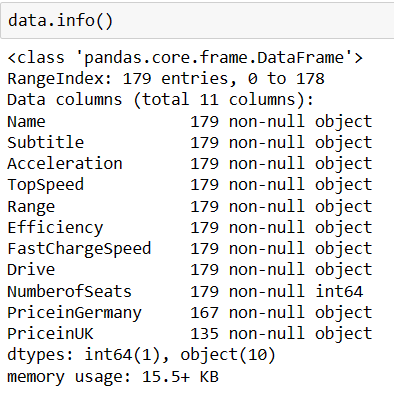 data.info()
<class 'pandas.core.frame.DataFrame'>
RangeIndex: 179 entries, 0 to 178
Data columns (total 11 columns):
Name 179 non-null object
Subtitle 179 non-null object
Acceleration 179 non-null object
TopSpeed 179 non-null object
Range 179 non-null object
Efficiency 179 non-null object
FastChargeSpeed 179 non-null object
Drive 179 non-null object
NumberofSeats 179 non-null int64
PriceinGermany 167 non-null object
PriceinUK 135 non-null object
dtypes: int64(1), object(10)
memory usage: 15.5+ KB